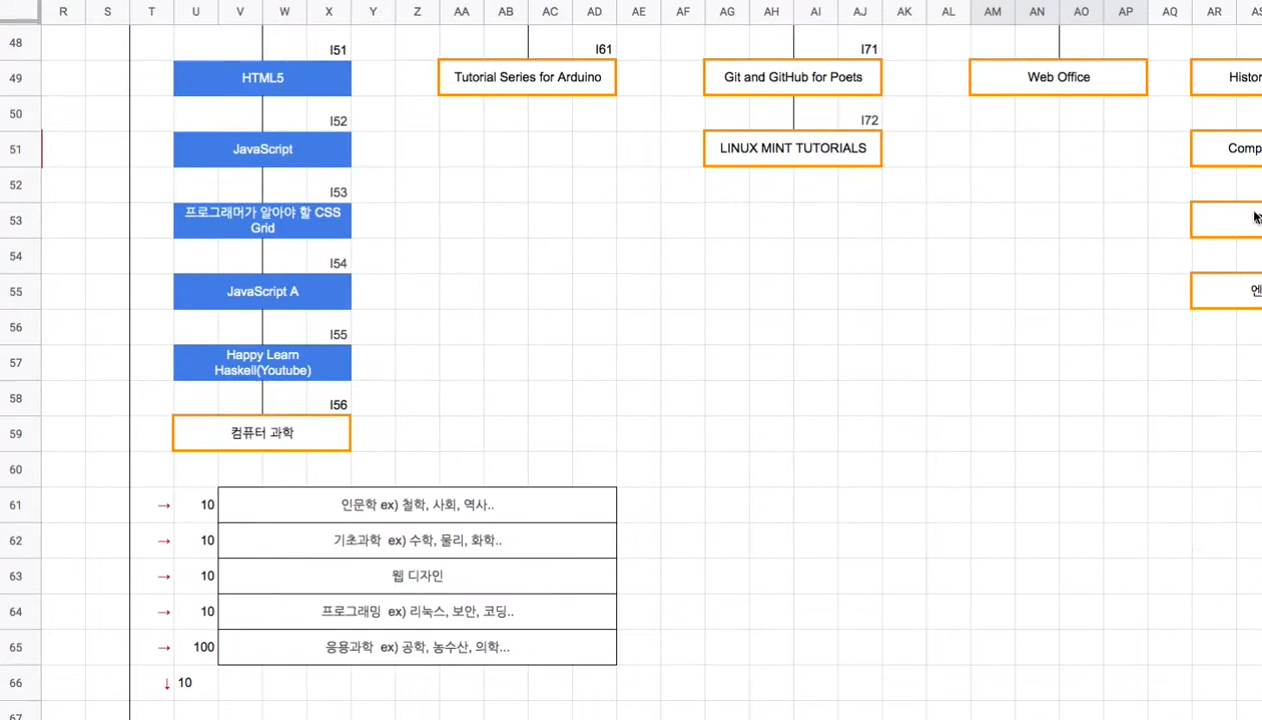 R S T U V W X Y Z AA AB AC AD AE AF AG AH AI AJ AK AL AM AN AO AP AQ AR AS
48 I51 I61 I71
49 HTML5 Tutorial Series for Arduino Git and GitHub for Poets Web Office Histor
50 I52 I72
51 JavaScript LINUX MINT TUTORIALS Comp
52 I53
53 프로그래머가 알아야 할 CSS
Grid
54 I54
55 JavaScript A 엔
56 I55
57 Happy Learn
Haskell(Youtube)
58 I56
59 컴퓨터 과학
60
61 → 10 인문학 ex) 철학, 사회, 역사..
62 → 10 기초과학 ex) 수학, 물리, 화학..
63 → 10 웹 디자인
64 → 10 프로그래밍 ex) 리눅스, 보안, 코딩..
65 → 100 응용과학 ex) 공학, 농수산, 의학...
66 ↓ 10
67